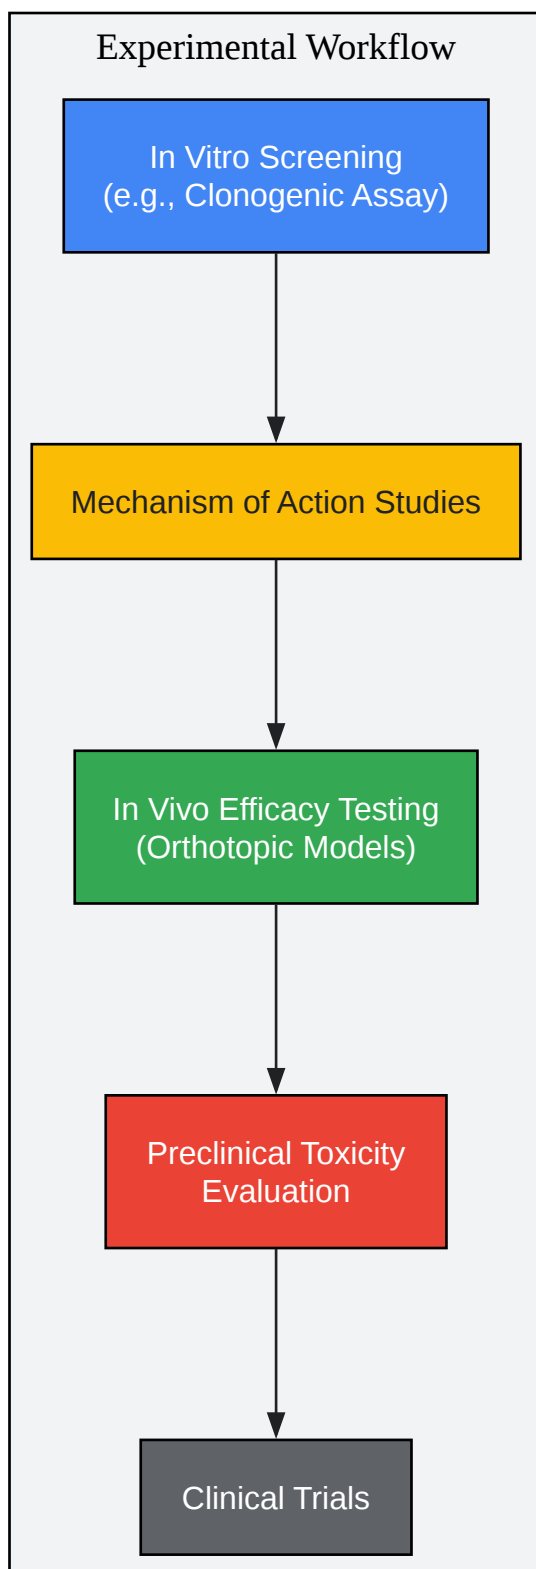 Experimental Workflow
In Vitro Screening
(e.g., Clonogenic Assay)
Mechanism of Action Studies
In Vivo Efficacy Testing
(Orthotopic Models)
Preclinical Toxicity
Evaluation
Clinical Trials